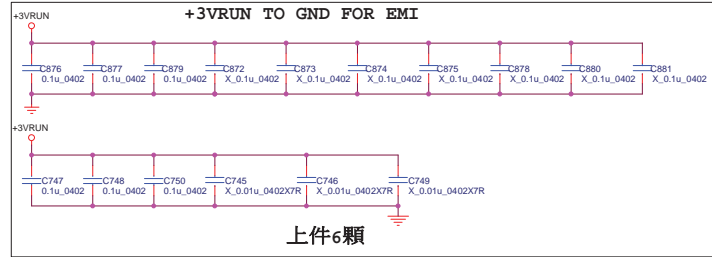 +3VRUN TO GND FOR EMI
+3VRUN
C876 C877 C879 C872 C873 C874 C875 C878 C880 C881
0.1u_0402 0.1u_0402 0.1u_0402 X_0.1u_0402 X_0.1u_0402 X_0.1u_0402 X_0.1u_0402 X_0.1u_0402 X_0.1u_0402 X_0.1u_0402
+3VRUN
C747 C748 C750 C745 C746 C749
0.1u_0402 0.1u_0402 0.1u_0402 X_0.01u_0402X7R X_0.01u_0402X7R X_0.01u_0402X7R
上件6顆